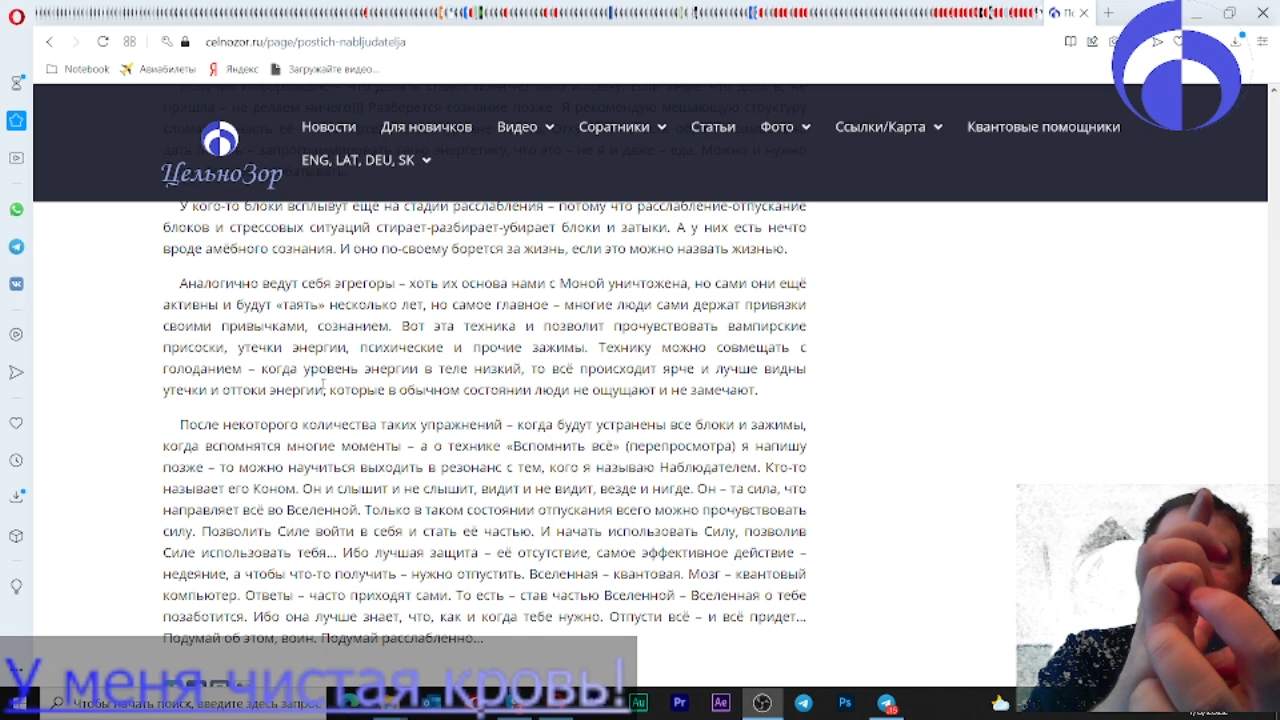 celnozor.ru/page/postich-nabljudatelja
Notebook Авиабилеты Яндекс Загружайте видео...
Новости Для новичков Видео Соратники Статьи Фото Ссылки/Карта Квантовые помощники
ENG, LAT, DEU, SK
ЦельноЗор
У кого-то блоки всплывут ещё на стадии расслабления – потому что расслабление-отпускание
блоков и стрессовых ситуаций стирает-разбирает-убирает блоки и затыки. А у них есть нечто
вроде амёбного сознания. И оно по-своему борется за жизнь, если это можно назвать жизнью.
Аналогично ведут себя эгрегоры – хоть их основа нами с Моной уничтожена, но сами они ещё
активны и будут «таять» несколько лет, но самое главное – многие люди сами держат привязки
своими привычками, сознанием. Вот эта техника и позволит прочувствовать вампирские
присоски, утечки энергии, психические и прочие зажимы. Технику можно совмещать с
голоданием – когда уровень энергии в теле низкий, то всё происходит ярче и лучше видны
утечки и оттоки энергии, которые в обычном состоянии люди не ощущают и не замечают.
После некоторого количества таких упражнений – когда будут устранены все блоки и зажимы,
когда вспомнятся многие моменты – а о технике «Вспомнить всё» (перепросмотра) я напишу
позже – то можно научиться выходить в резонанс с тем, кого я называю Наблюдателем. Кто-то
называет его Коном. Он и слышит и не слышит, видит и не видит, везде и нигде. Он – та сила, что
направляет всё во Вселенной. Только в таком состоянии отпускания всего можно прочувствовать
силу. Позволить Силе войти в себя и стать её частью. И начать использовать Силу, позволив
Силе использовать тебя... Ибо лучшая защита – её отсутствие, самое эффективное действие –
недеяние, а чтобы что-то получить – нужно отпустить. Вселенная – квантовая. Мозг – квантовый
компьютер. Ответы – часто приходят сами. То есть – став частью Вселенной – Вселенная о тебе
позаботится. Ибо она лучше знает, что, как и когда тебе нужно. Отпусти всё – и всё придет...
Подумай об этом, воин. Подумай расслабленно...
У меня чистая кровь!
Чтобы начать поиск, введите здесь запрос
Au Pr Ae Ps